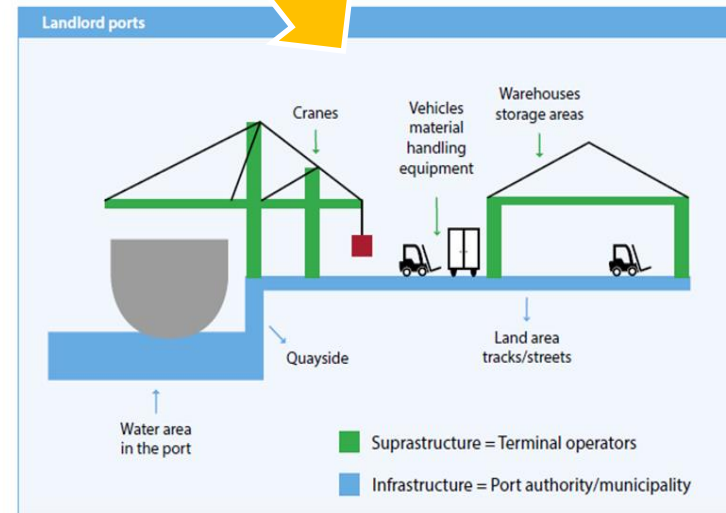 Landlord ports
Cranes
Vehicles
material
handling
equipment
Warehouses
storage areas
Quayside
Land area
tracks/streets
Water area
in the port
Suprastructure = Terminal operators
Infrastructure = Port authority/municipality